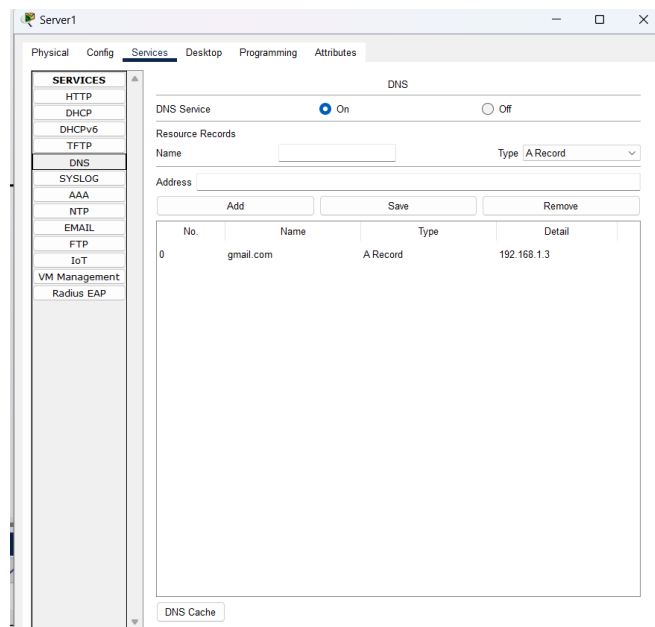 Server1
Physical Config Services Desktop Programming Attributes
SERVICES
HTTP
DHCP
DHCPv6
TFTP
DNS
SYSLOG
AAA
NTP
EMAIL
FTP
IoT
VM Management
Radius EAP
DNS
DNS Service On Off
Resource Records
Name Type A Record
Address
Add Save Remove
No. Name Type Detail
0 gmail.com A Record 192.168.1.3
DNS Cache